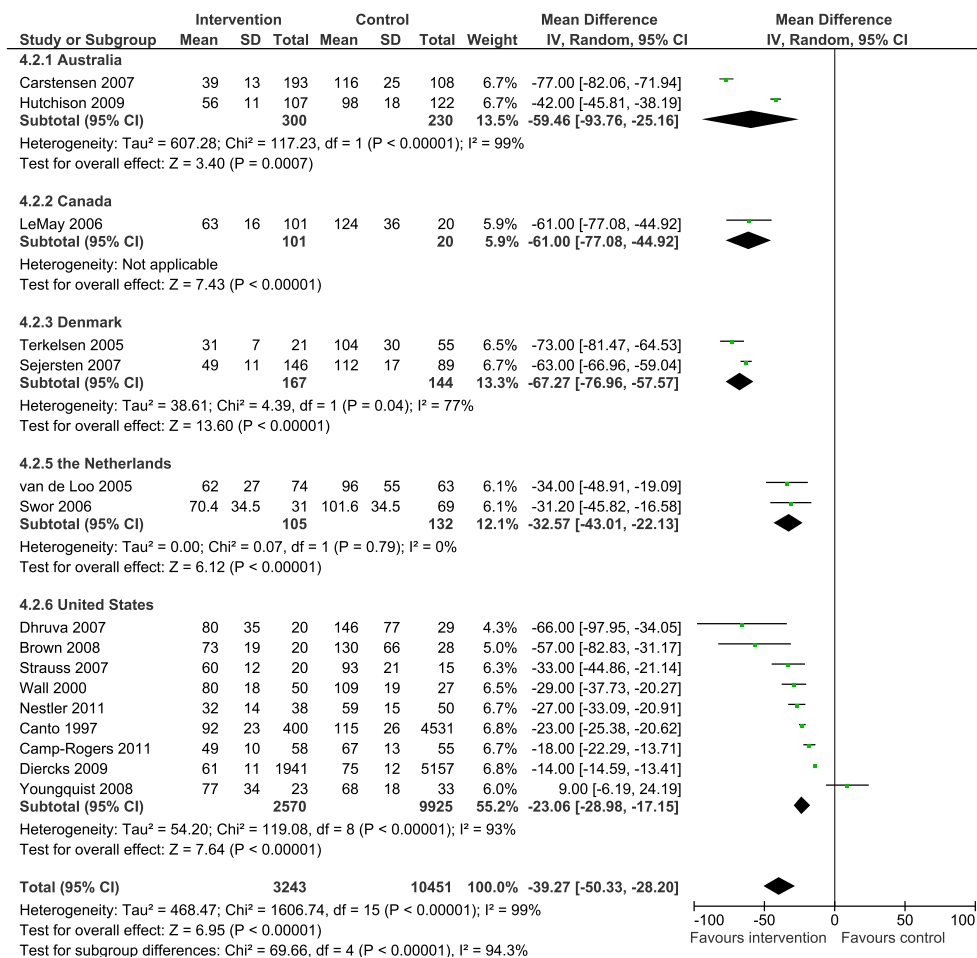 Intervention Control Mean Difference Mean Difference
Study or Subgroup Mean SD Total Mean SD Total Weight IV, Random, 95% CI IV, Random, 95% CI
4.2.1 Australia
Carstensen 2007 39 13 193 116 25 108 6.7% -77.00 [-82.06, -71.94]
Hutchison 2009 56 11 107 98 18 122 6.7% -42.00 [-45.81, -38.19]
Subtotal (95% CI) 300 230 13.5% -59.46 [-93.76, -25.16]
Heterogeneity: Tau² = 607.28; Chi² = 117.23, df = 1 (P < 0.00001); I² = 99%
Test for overall effect: Z = 3.40 (P = 0.0007)
4.2.2 Canada
LeMay 2006 63 16 101 124 36 20 5.9% -61.00 [-77.08, -44.92]
Subtotal (95% CI) 101 20 5.9% -61.00 [-77.08, -44.92]
Heterogeneity: Not applicable
Test for overall effect: Z = 7.43 (P < 0.00001)
4.2.3 Denmark
Terkelsen 2005 31 7 21 104 30 55 6.5% -73.00 [-81.47, -64.53]
Sejersten 2007 49 11 146 112 17 89 6.7% -63.00 [-66.96, -59.04]
Subtotal (95% CI) 167 144 13.3% -67.27 [-76.96, -57.57]
Heterogeneity: Tau² = 38.61; Chi² = 4.39, df = 1 (P = 0.04); I² = 77%
Test for overall effect: Z = 13.60 (P < 0.00001)
4.2.5 the Netherlands
van de Loo 2005 62 27 74 96 55 63 6.1% -34.00 [-48.91, -19.09]
Swor 2006 70.4 34.5 31 101.6 34.5 69 6.1% -31.20 [-45.82, -16.58]
Subtotal (95% CI) 105 132 12.1% -32.57 [-43.01, -22.13]
Heterogeneity: Tau² = 0.00; Chi² = 0.07, df = 1 (P = 0.79); I² = 0%
Test for overall effect: Z = 6.12 (P < 0.00001)
4.2.6 United States
Dhruva 2007 80 35 20 146 77 29 4.3% -66.00 [-97.95, -34.05]
Brown 2008 73 19 20 130 66 28 5.0% -57.00 [-82.83, -31.17]
Strauss 2007 60 12 20 93 21 15 6.3% -33.00 [-44.86, -21.14]
Wall 2000 80 18 50 109 19 27 6.5% -29.00 [-37.73, -20.27]
Nestler 2011 32 14 38 59 15 50 6.7% -27.00 [-33.09, -20.91]
Canto 1997 92 23 400 115 26 4531 6.8% -23.00 [-25.38, -20.62]
Camp-Rogers 2011 49 10 58 67 13 55 6.7% -18.00 [-22.29, -13.71]
Diercks 2009 61 11 1941 75 12 5157 6.8% -14.00 [-14.59, -13.41]
Youngquist 2008 77 34 23 68 18 33 6.0% 9.00 [-6.19, 24.19]
Subtotal (95% CI) 2570 9925 55.2% -23.06 [-28.98, -17.15]
Heterogeneity: Tau² = 54.20; Chi² = 119.08, df = 8 (P < 0.00001); I² = 93%
Test for overall effect: Z = 7.64 (P < 0.00001)
Total (95% CI) 3243 10451 100.0% -39.27 [-50.33, -28.20]
Heterogeneity: Tau² = 468.47; Chi² = 1606.74, df = 15 (P < 0.00001); I² = 99%
Test for overall effect: Z = 6.95 (P < 0.00001)
Test for subgroup differences: Chi² = 69.66, df = 4 (P < 0.00001), I² = 94.3%
-100 -50 0 50 100
Favours intervention Favours control